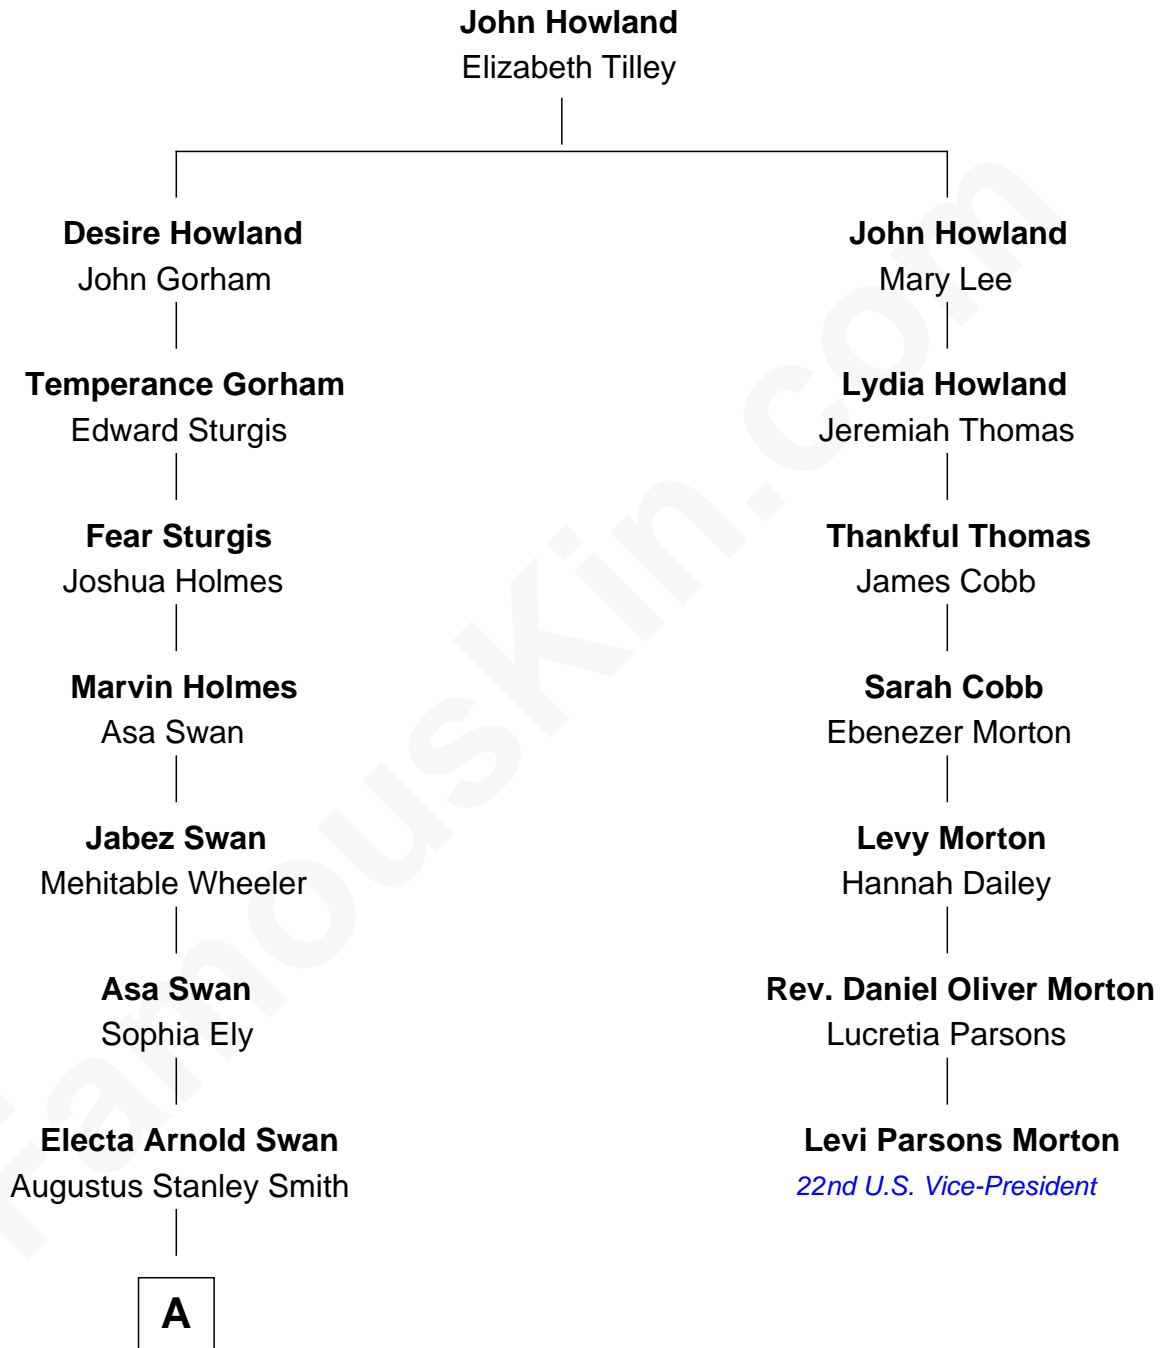 John Howland
Elizabeth Tilley
Desire Howland
John Gorham
John Howland
Mary Lee
Temperance Gorham
Edward Sturgis
Lydia Howland
Jeremiah Thomas
Fear Sturgis
Joshua Holmes
Thankful Thomas
James Cobb
Marvin Holmes
Asa Swan
Sarah Cobb
Ebenezer Morton
Jabez Swan
Mehitable Wheeler
Levy Morton
Hannah Dailey
Asa Swan
Sophia Ely
Rev. Daniel Oliver Morton
Lucretia Parsons
Electa Arnold Swan
Augustus Stanley Smith
Levi Parsons Morton
22nd U.S. Vice-President
A
FamousKin.com